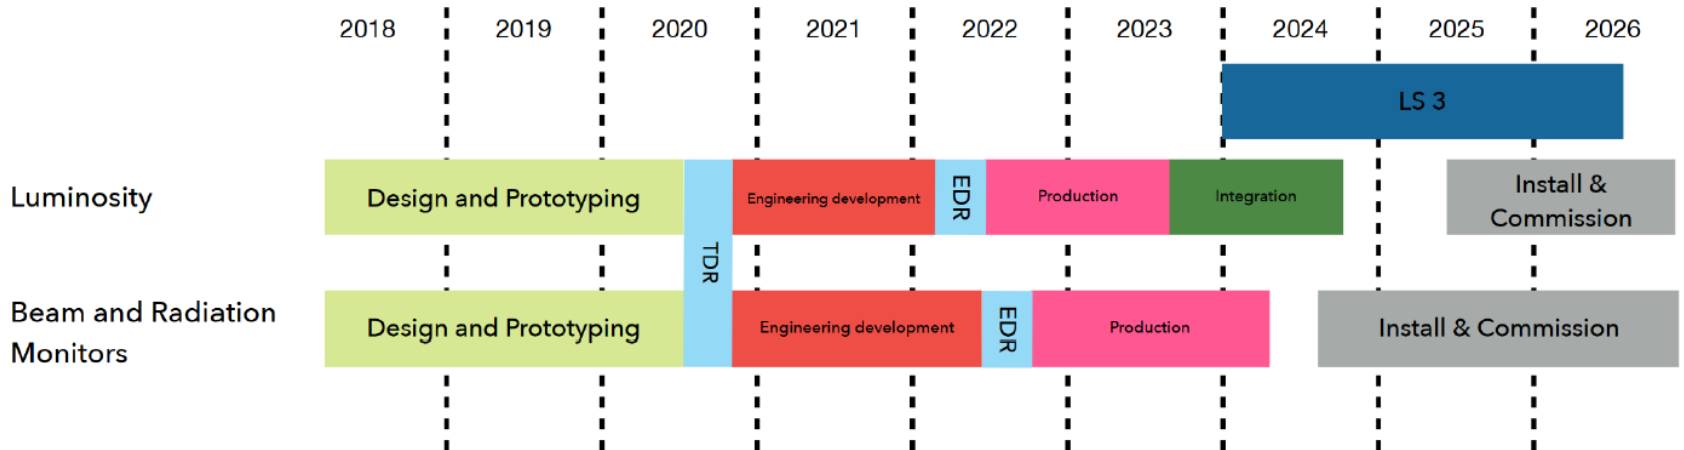 2018 2019 2020 2021 2022 2023 2024 2025 2026
LS 3
Luminosity
Design and Prototyping
Engineering development
EDR
Production
Integration
Install &
Commission
TDR
Beam and Radiation
Monitors
Design and Prototyping
Engineering development
EDR
Production
Install & Commission